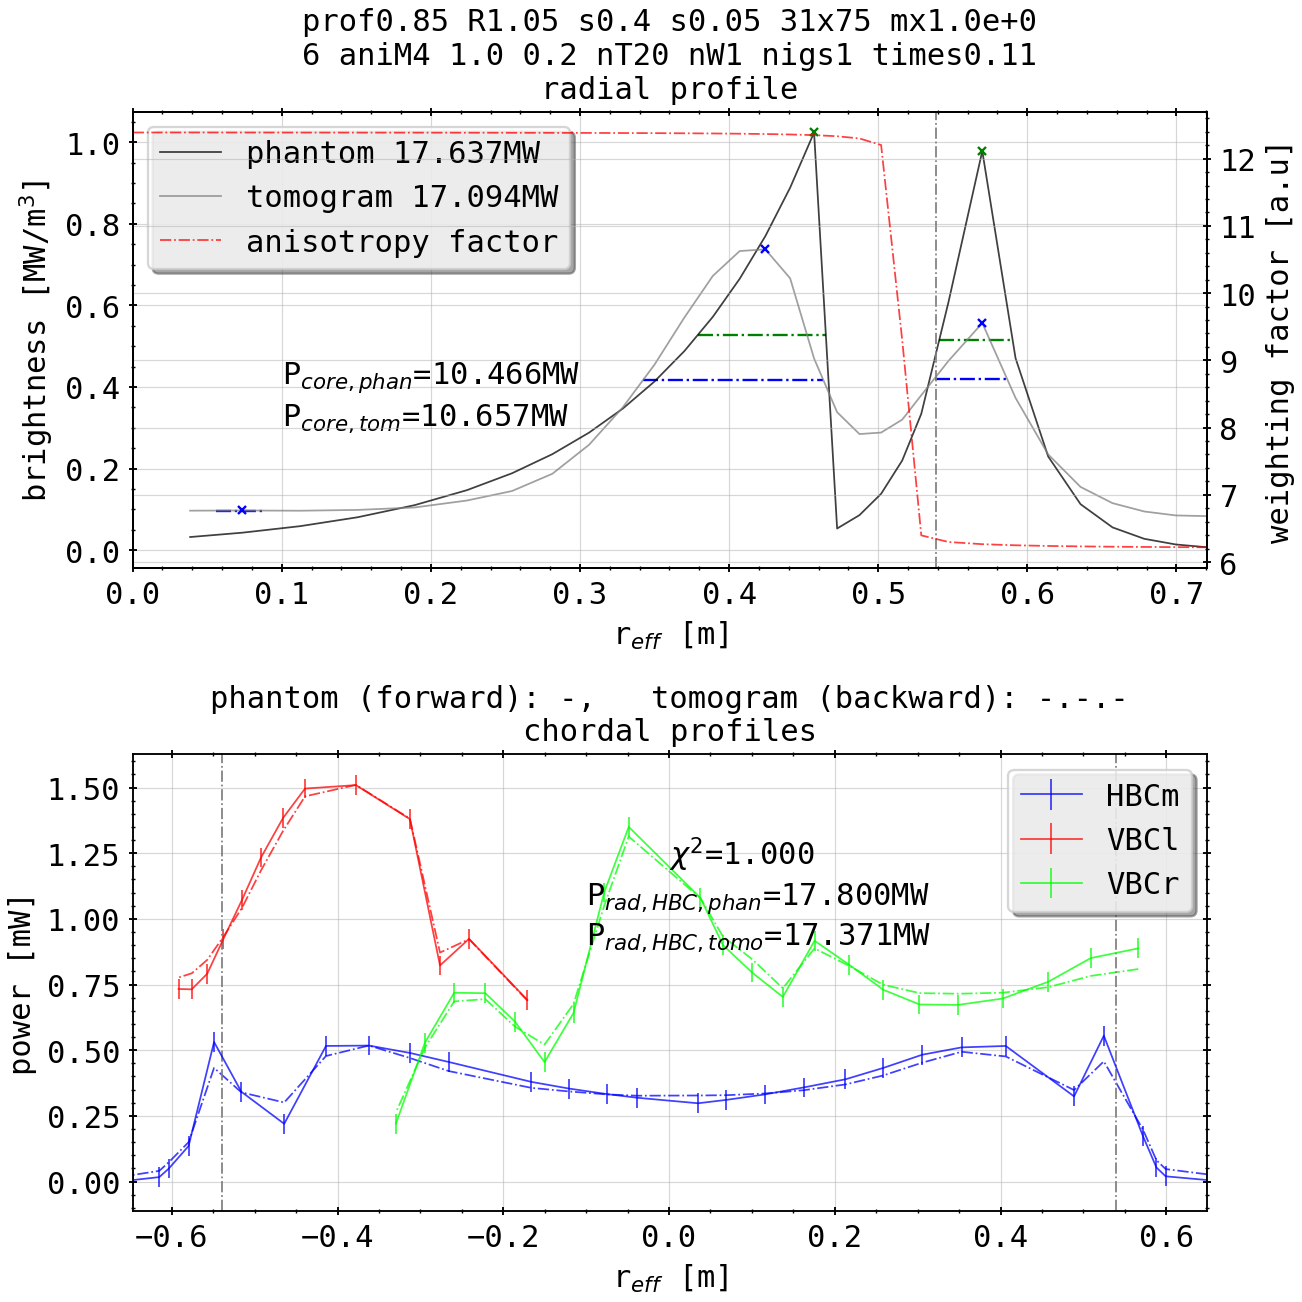 prof0.85 R1.05 s0.4 s0.05 31x75 mx1.0e+0
6 aniM4 1.0 0.2 nT20 nW1 nigs1 times0.11
radial profile
phantom 17.637MW
tomogram 17.094MW
anisotropy factor
P_core,phan=10.466MW
P_core,tom=10.657MW
brightness [MW/m³]
1.0
0.8
0.6
0.4
0.2
0.0
weighting factor [a.u]
12
11
10
9
8
7
6
0.0 0.1 0.2 0.3 0.4 0.5 0.6 0.7
r_eff [m]
phantom (forward): -,   tomogram (backward): -.-.-
chordal profiles
HBCm
VBCl
VBCr
χ²=1.000
P_rad,HBC,phan=17.800MW
P_rad,HBC,tomo=17.371MW
power [mW]
1.50
1.25
1.00
0.75
0.50
0.25
0.00
−0.6 −0.4 −0.2 0.0 0.2 0.4 0.6
r_eff [m]